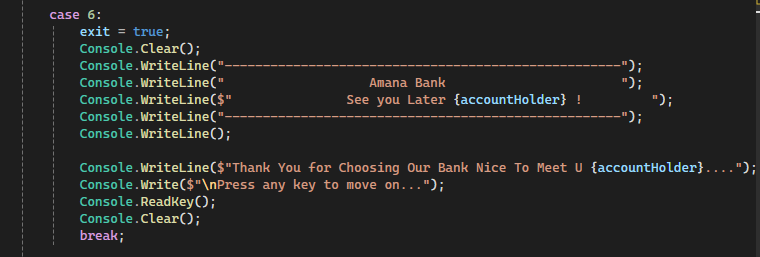 case 6:
    exit = true;
    Console.Clear();
    Console.WriteLine("----------------------------------------------------");
    Console.WriteLine("                   Amana Bank                       ");
    Console.WriteLine($"               See you Later {accountHolder} !         ");
    Console.WriteLine("----------------------------------------------------");
    Console.WriteLine();

    Console.WriteLine($"Thank You for Choosing Our Bank Nice To Meet U {accountHolder}....");
    Console.Write($"\nPress any key to move on...");
    Console.ReadKey();
    Console.Clear();
    break;